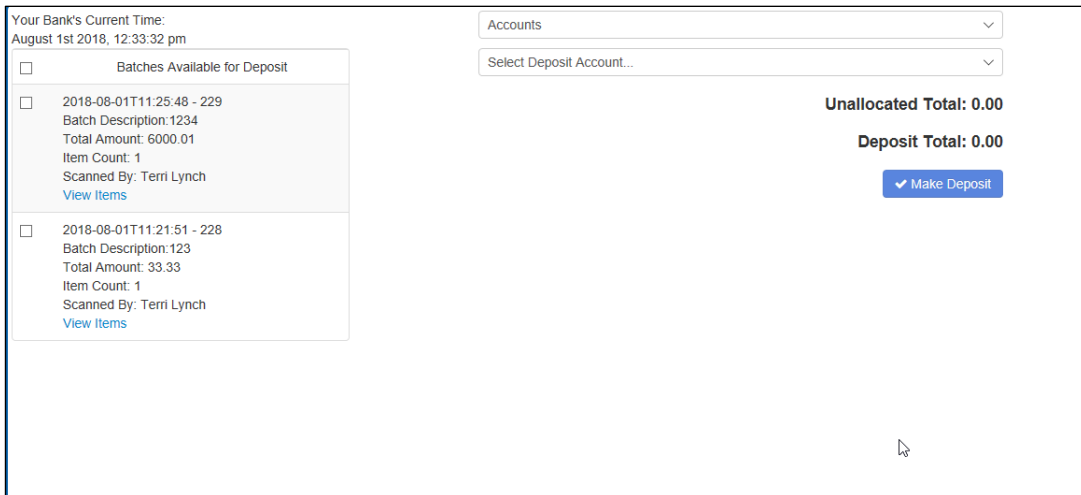 Your Bank's Current Time:
August 1st 2018, 12:33:32 pm
Batches Available for Deposit
2018-08-01T11:25:48 - 229
Batch Description:1234
Total Amount: 6000.01
Item Count: 1
Scanned By: Terri Lynch
View Items
2018-08-01T11:21:51 - 228
Batch Description:123
Total Amount: 33.33
Item Count: 1
Scanned By: Terri Lynch
View Items
Accounts
Select Deposit Account...
Unallocated Total: 0.00
Deposit Total: 0.00
Make Deposit